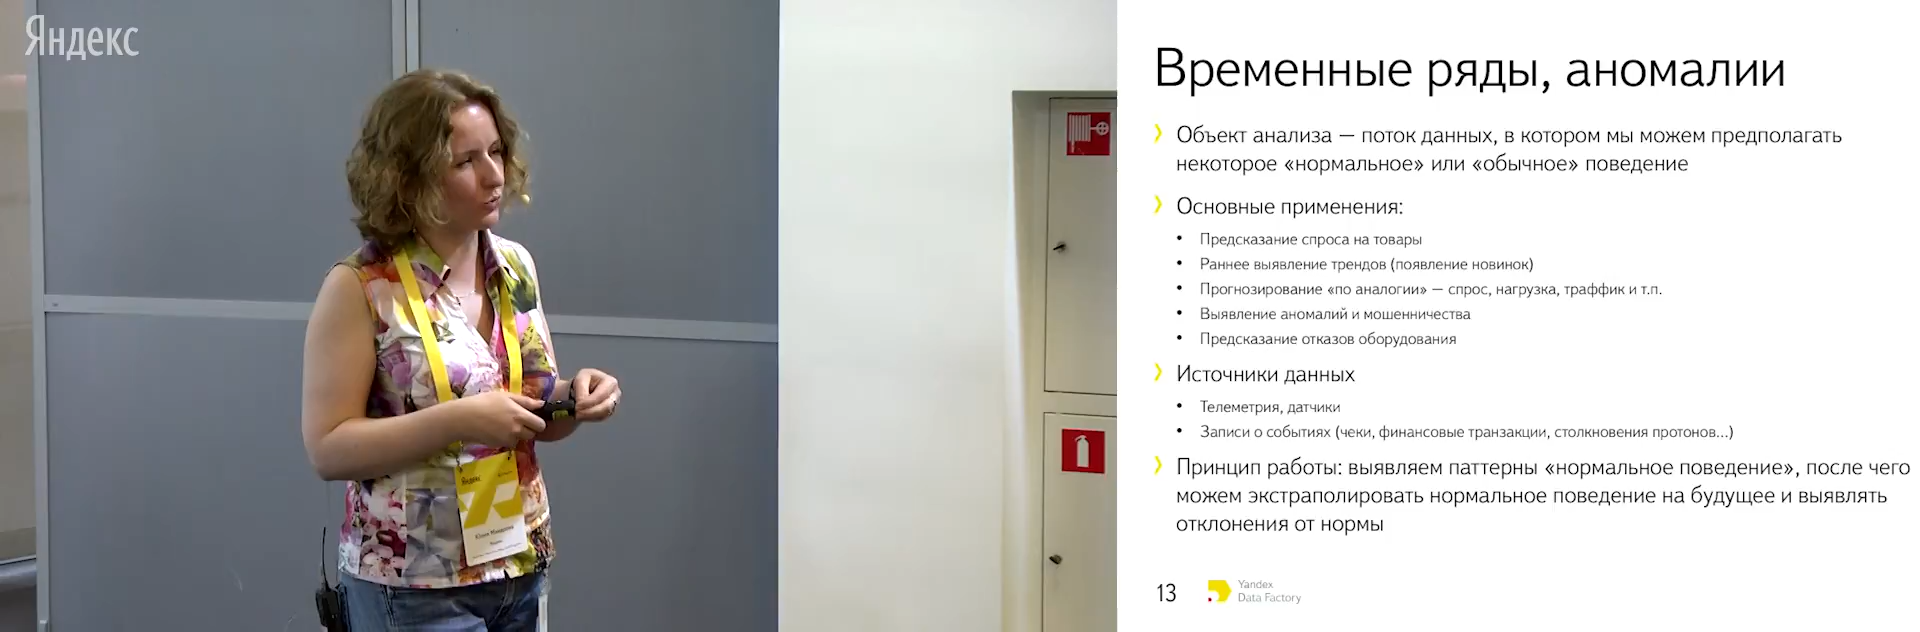 Яндекс
Временные ряды, аномалии
Объект анализа — поток данных, в котором мы можем предполагать
некоторое «нормальное» или «обычное» поведение
Основные применения:
Предсказание спроса на товары
Раннее выявление трендов (появление новинок)
Прогнозирование «по аналогии» — спрос, нагрузка, траффик и т.п.
Выявление аномалий и мошенничества
Предсказание отказов оборудования
Источники данных
Телеметрия, датчики
Записи о событиях (чеки, финансовые транзакции, столкновения протонов...)
Принцип работы: выявляем паттерны «нормальное поведение», после чего
можем экстраполировать нормальное поведение на будущее и выявлять
отклонения от нормы
13
Yandex
Data Factory
Яндекс